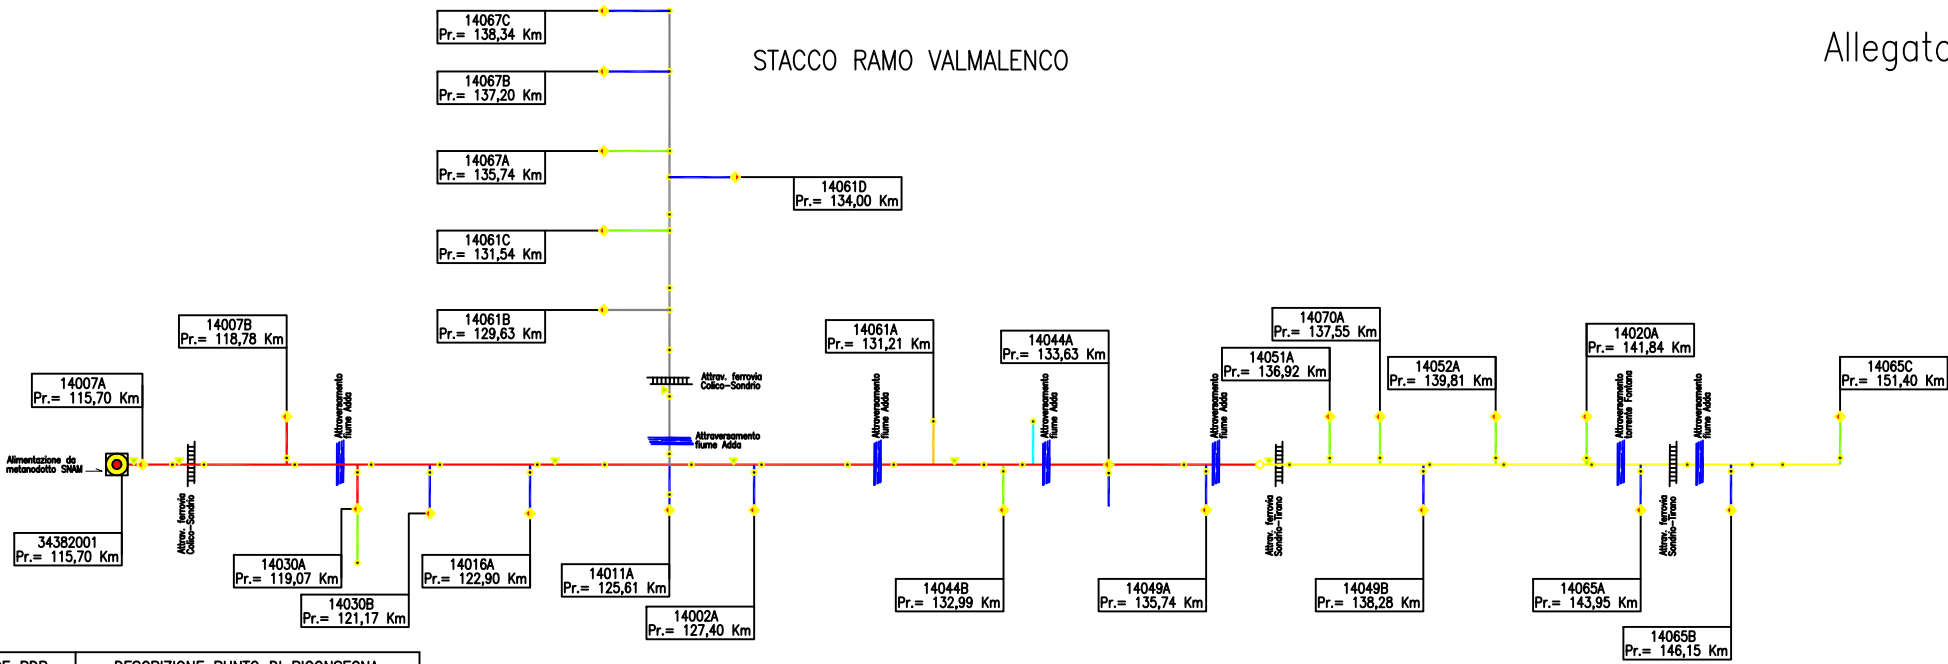 14067C
Pr.= 138,34 Km
STACCO RAMO VALMALENCO
Allegato
14067B
Pr.= 137,20 Km
14067A
Pr.= 135,74 Km
14061D
Pr.= 134,00 Km
14061C
Pr.= 131,54 Km
14061B
Pr.= 129,63 Km
14007B
Pr.= 118,78 Km
14007A
Pr.= 115,70 Km
Alimentazione da
metanodotto SNAM
34382001
Pr.= 115,70 Km
Attrav. ferrovia
Colico-Sondrio
Attraversamento
fiume Adda
14030A
Pr.= 119,07 Km
14030B
Pr.= 121,17 Km
14016A
Pr.= 122,90 Km
14011A
Pr.= 125,61 Km
14002A
Pr.= 127,40 Km
Attrav. ferrovia
Colico-Sondrio
Attraversamento
fiume Adda
14061A
Pr.= 131,21 Km
Attraversamento
fiume Adda
14044B
Pr.= 132,99 Km
14044A
Pr.= 133,63 Km
Attraversamento
fiume Adda
14049A
Pr.= 135,74 Km
Attraversamento
fiume Adda
14051A
Pr.= 136,92 Km
Attrav. ferrovia
Sondrio-Tirano
14070A
Pr.= 137,55 Km
14049B
Pr.= 138,28 Km
14052A
Pr.= 139,81 Km
14020A
Pr.= 141,84 Km
Attraversamento
torrente Fontana
14065A
Pr.= 143,95 Km
Attrav. ferrovia
Sondrio-Tirano
Attraversamento
fiume Adda
14065B
Pr.= 146,15 Km
14065C
Pr.= 151,40 Km
DESCRIZIONE PUNTO DI RICONSEGNA